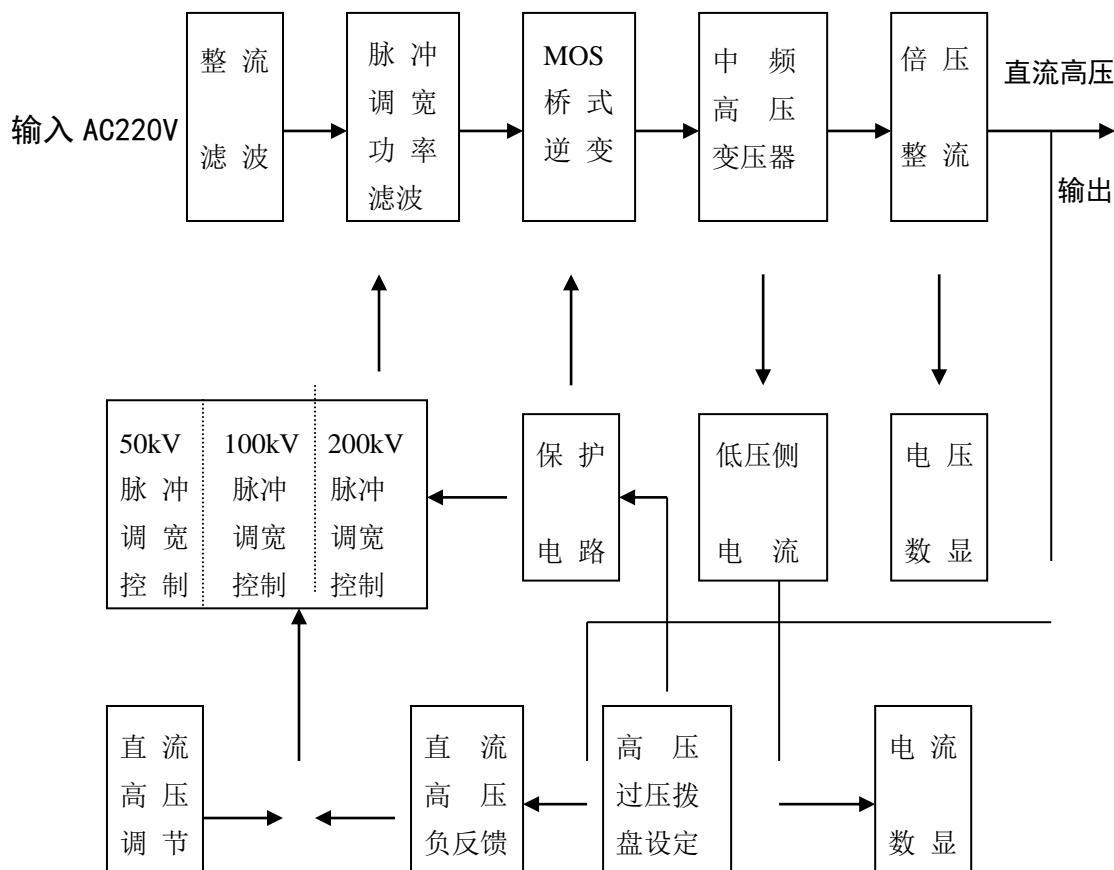 输入 AC220V
整流
滤波
脉冲
调宽
功率
滤波
MOS
桥式
逆变
中频
高压
变压器
倍压
整流
直流高压
输出
50kV
脉冲
调宽
控制
100kV
脉冲
调宽
控制
200kV
脉冲
调宽
控制
保护
电路
低压侧
电流
电压
数显
直流
高压
调节
直流
高压
负反馈
高压
过压拨
盘设定
电流
数显